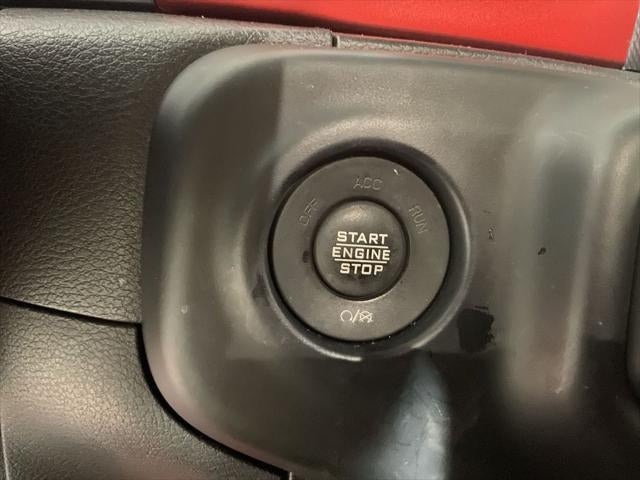 OFF ACC RUN
START
ENGINE
STOP